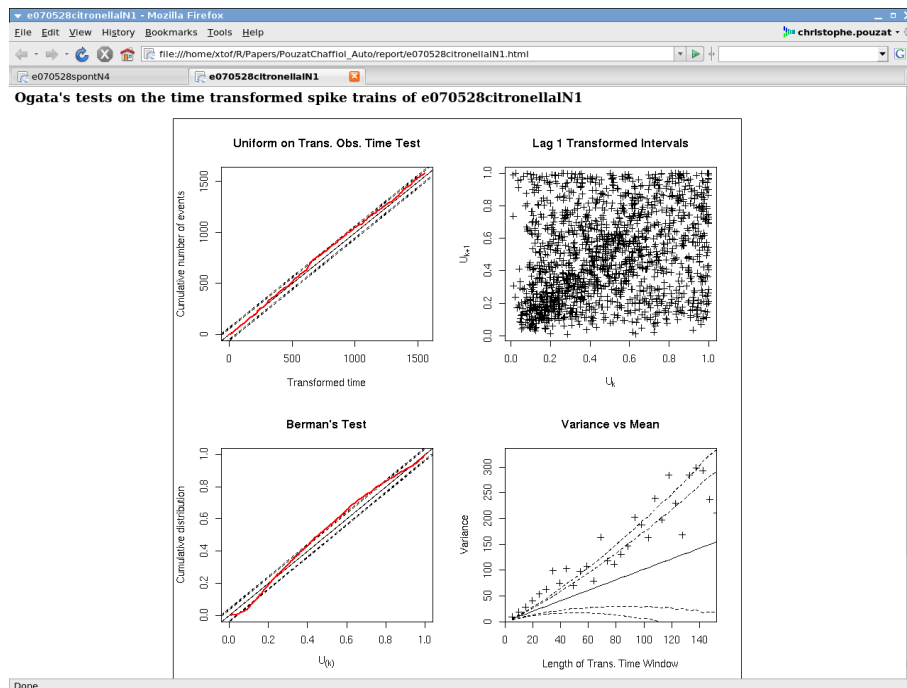 e070528citronellalN1 - Mozilla Firefox
File Edit View History Bookmarks Tools Help
christophe.pouzat
file:///home/xtof/R/Papers/PouzatChaffiol_Auto/report/e070528citronellalN1.html
G
e070528spontN4
e070528citronellalN1
Ogata's tests on the time transformed spike trains of e070528citronellalN1
Uniform on Trans. Obs. Time Test
Cumulative number of events
0 500 1000 1500
0 500 1000 1500
Transformed time
Lag 1 Transformed Intervals
Uk+1
0.0 0.2 0.4 0.6 0.8 1.0
0.0 0.2 0.4 0.6 0.8 1.0
Uk
Berman's Test
Cumulative distribution
0.0 0.2 0.4 0.6 0.8 1.0
0.0 0.2 0.4 0.6 0.8 1.0
U(k)
Variance vs Mean
Variance
0 50 100 150 200 250 300
0 20 40 60 80 100 120 140
Length of Trans. Time Window
Done